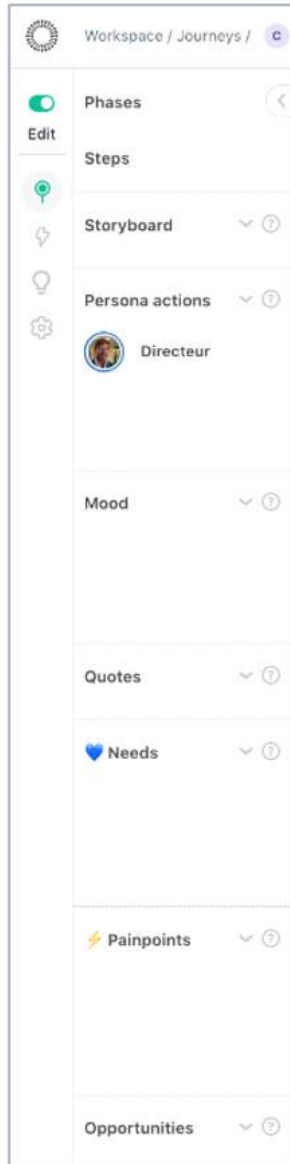 Workspace / Journeys / C
Edit
Phases
Steps
Storyboard ?
Persona actions ?
Directeur
Mood ?
Quotes ?
💙 Needs ?
⚡ Painpoints ?
Opportunities ?